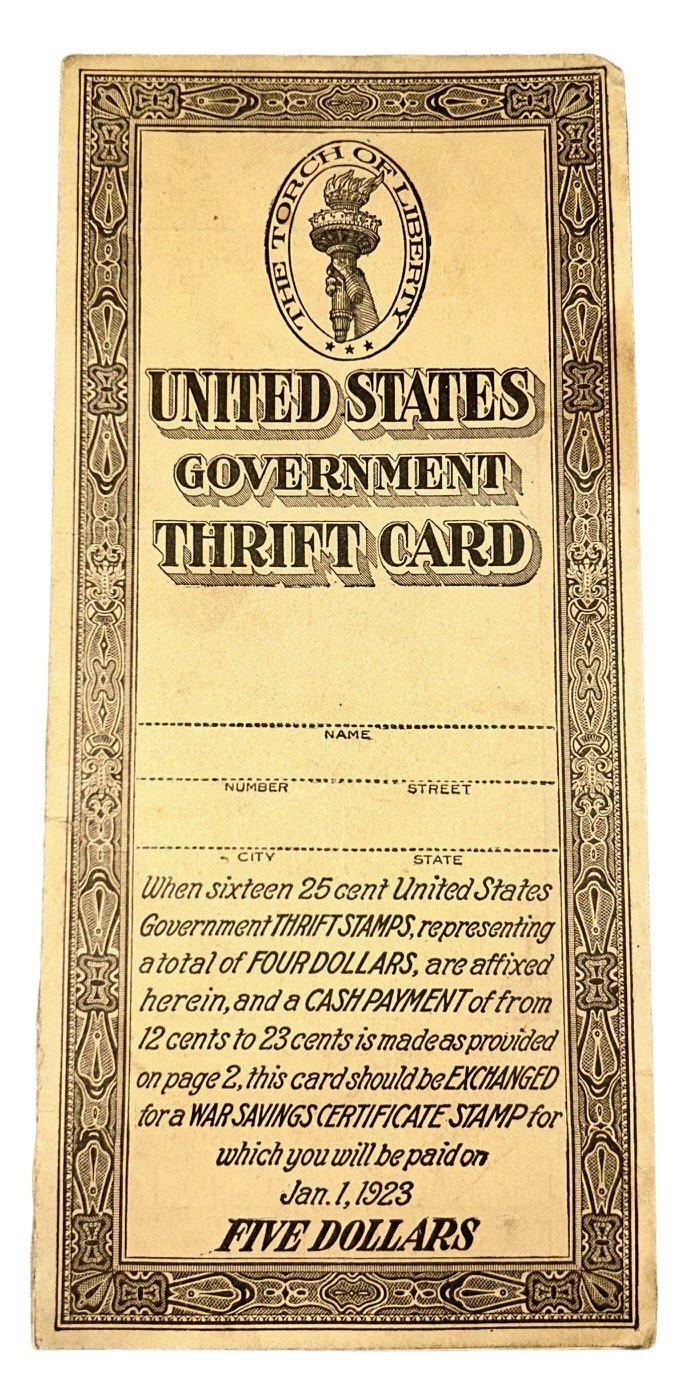 THE TORCH OF LIBERTY
UNITED STATES
GOVERNMENT
THRIFT CARD
NAME
NUMBER STREET
CITY STATE
When sixteen 25 cent United States
Government THRIFT STAMPS, representing
a total of FOUR DOLLARS, are affixed
herein, and a CASH PAYMENT of from
12 cents to 23 cents is made as provided
on page 2, this card should be EXCHANGED
for a WAR SAVINGS CERTIFICATE STAMP for
which you will be paid on
Jan. 1, 1923
FIVE DOLLARS